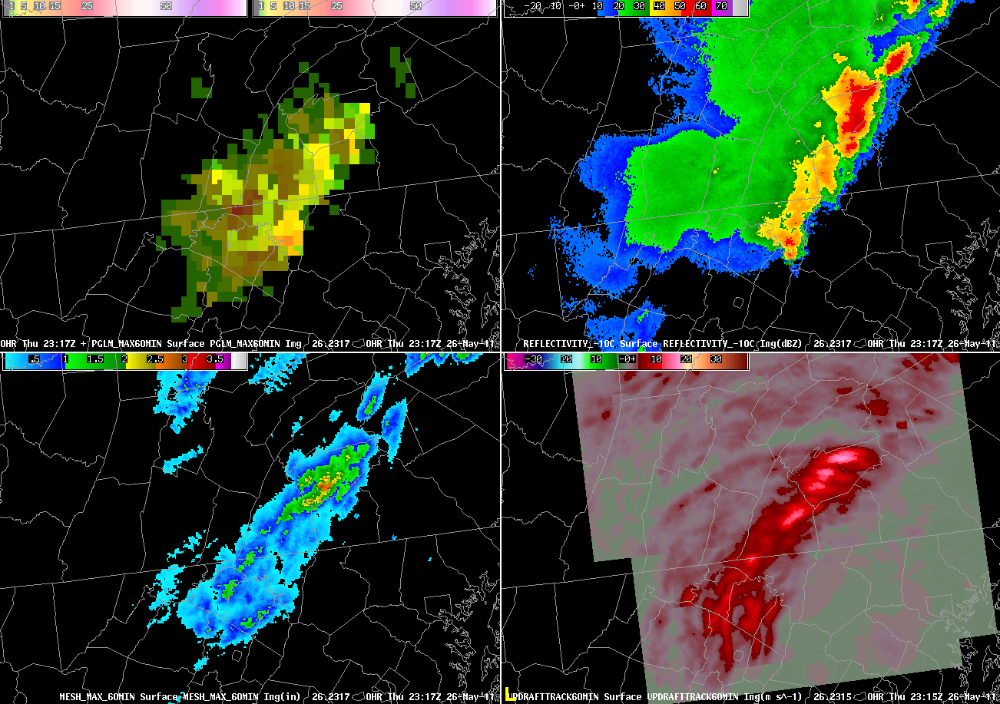 1 5 10 15 25 50
1 5 10 15 25 50
-20 -10 -0+ 10 20 30 40 50 60 70
OHR Thu 23:17Z + PGLM_MAX60MIN Surface PGLM_MAX60MIN Img 26.2317 OHR Thu 23:17Z 26-May-11
REFLECTIVITY_-10C Surface REFLECTIVITY_-10C Img(dBZ) 26.2317 OHR Thu 23:17Z 26-May-11
.5 1 1.5 2 2.5 3 3.5
-30 20 10 -0+ 10 20 30
MESH_MAX_60MIN Surface MESH_MAX_60MIN Img(in) 26.2317 OHR Thu 23:17Z 26-May-11
L UPDRAFTTRACK60MIN Surface UPDRAFTTRACK60MIN Img(m s^-1) 26.2315 OHR Thu 23:15Z 26-May-11